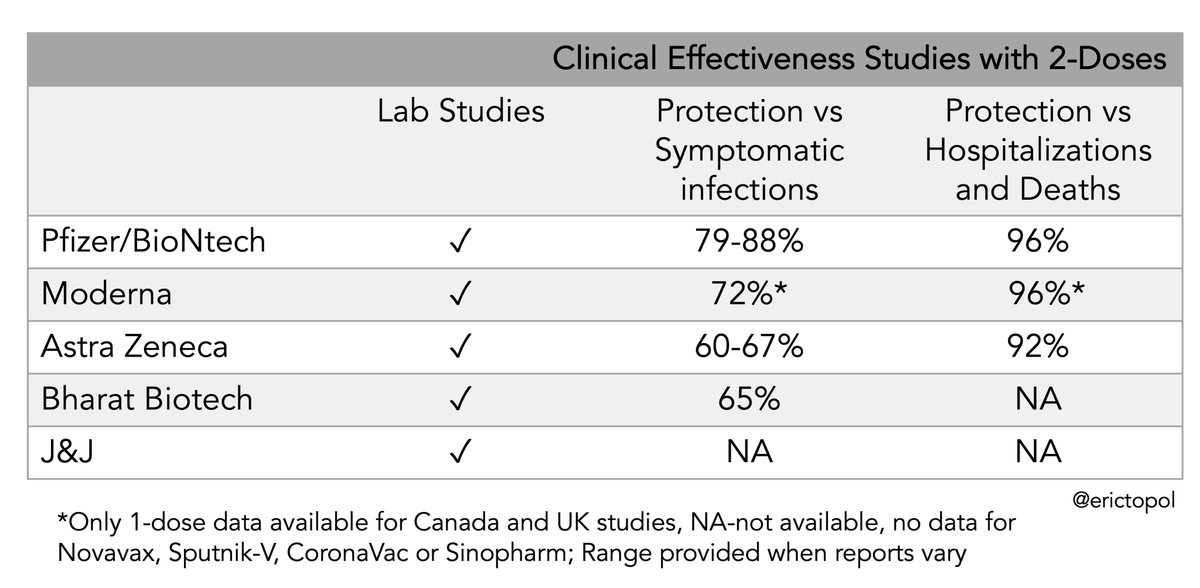 Clinical Effectiveness Studies with 2-Doses
Lab Studies
Protection vs
Symptomatic
infections
Protection vs
Hospitalizations
and Deaths
Pfizer/BioNtech ✓ 79-88% 96%
Moderna ✓ 72%* 96%*
Astra Zeneca ✓ 60-67% 92%
Bharat Biotech ✓ 65% NA
J&J ✓ NA NA
@erictopol
*Only 1-dose data available for Canada and UK studies, NA-not available, no data for
Novavax, Sputnik-V, CoronaVac or Sinopharm; Range provided when reports vary